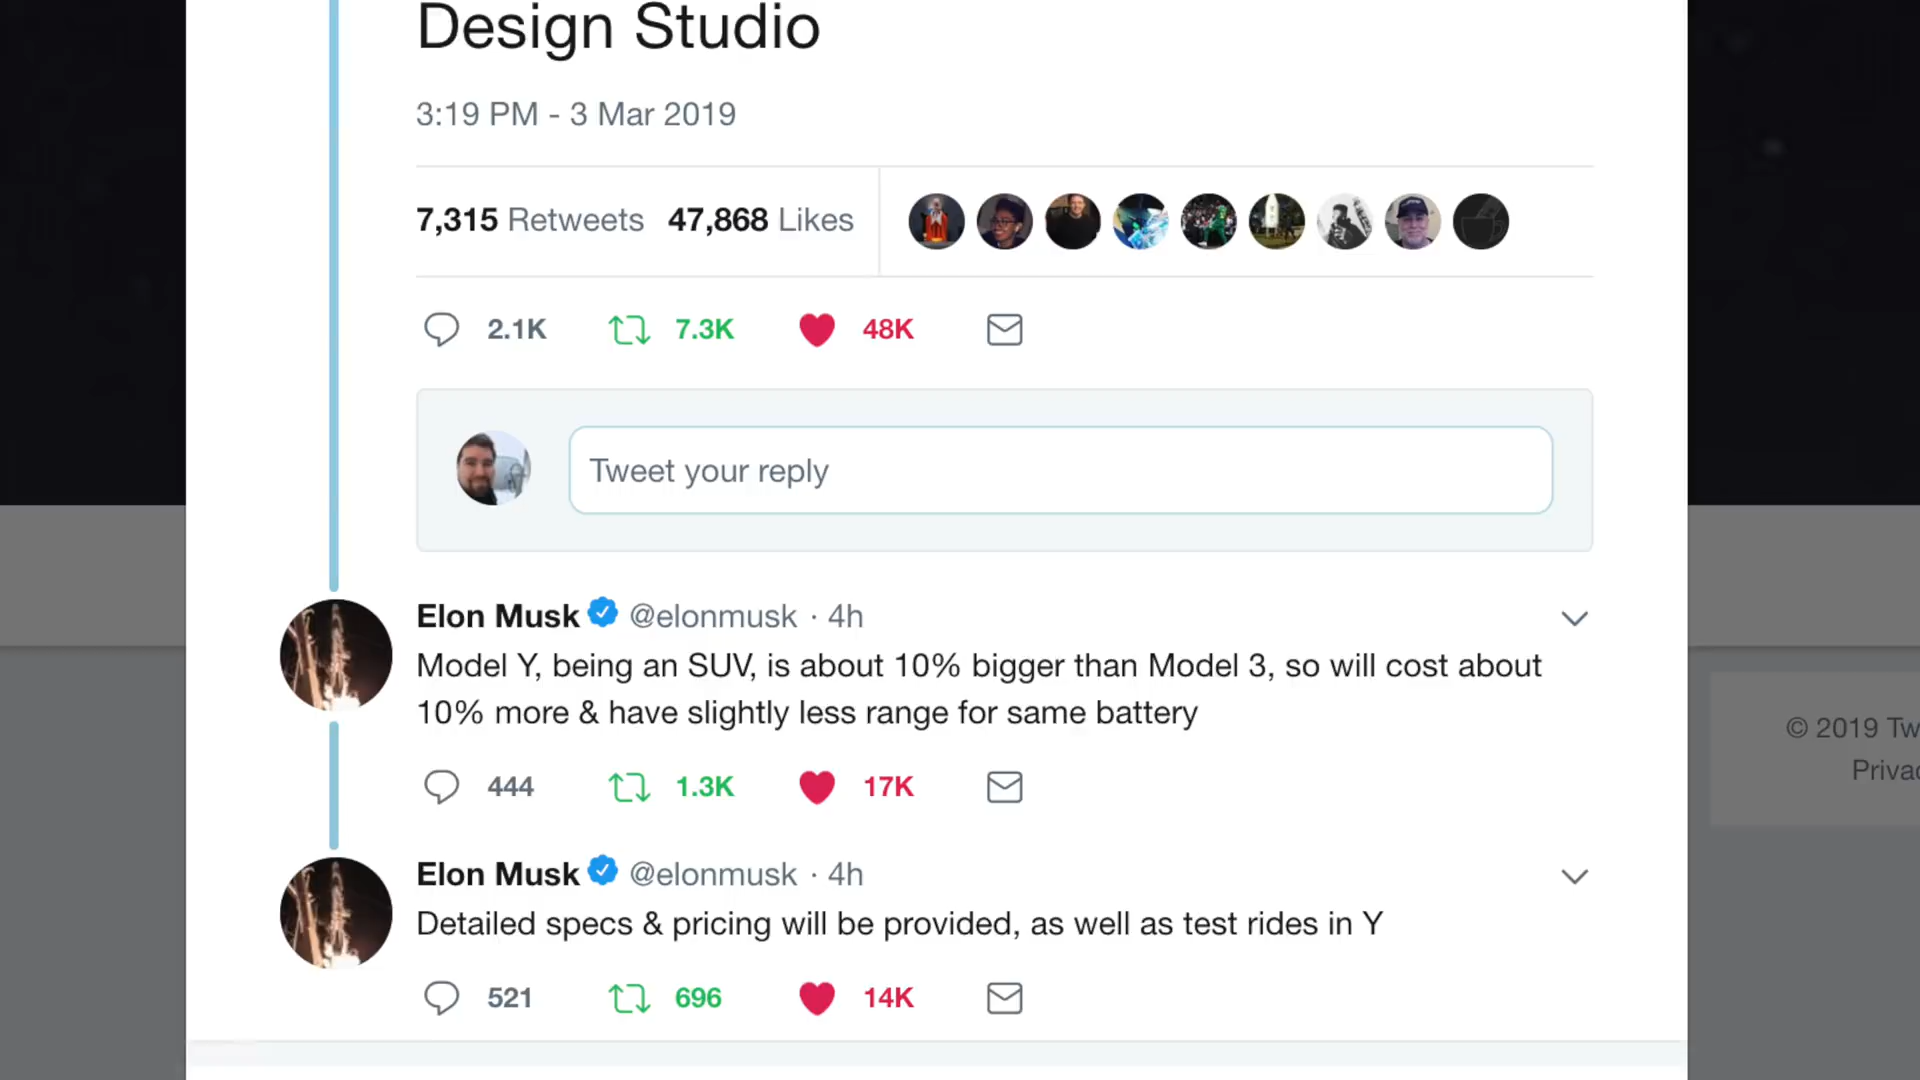 Design Studio
3:19 PM - 3 Mar 2019
7,315 Retweets 47,868 Likes
2.1K 7.3K 48K
Tweet your reply
Elon Musk @elonmusk · 4h
Model Y, being an SUV, is about 10% bigger than Model 3, so will cost about
10% more & have slightly less range for same battery
444 1.3K 17K
© 2019 Tw
Privac
Elon Musk @elonmusk · 4h
Detailed specs & pricing will be provided, as well as test rides in Y
521 696 14K